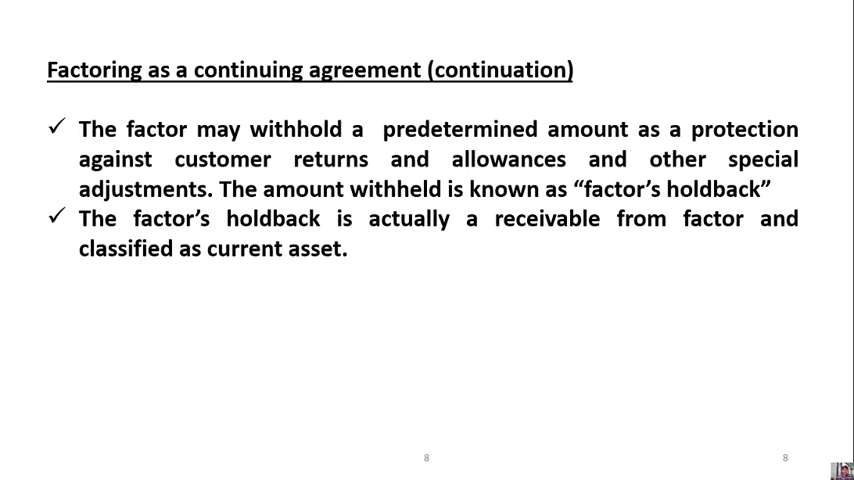 Factoring as a continuing agreement (continuation)
✓ The factor may withhold a predetermined amount as a protection
against customer returns and allowances and other special
adjustments. The amount withheld is known as “factor’s holdback”
✓ The factor’s holdback is actually a receivable from factor and
classified as current asset.
8
8